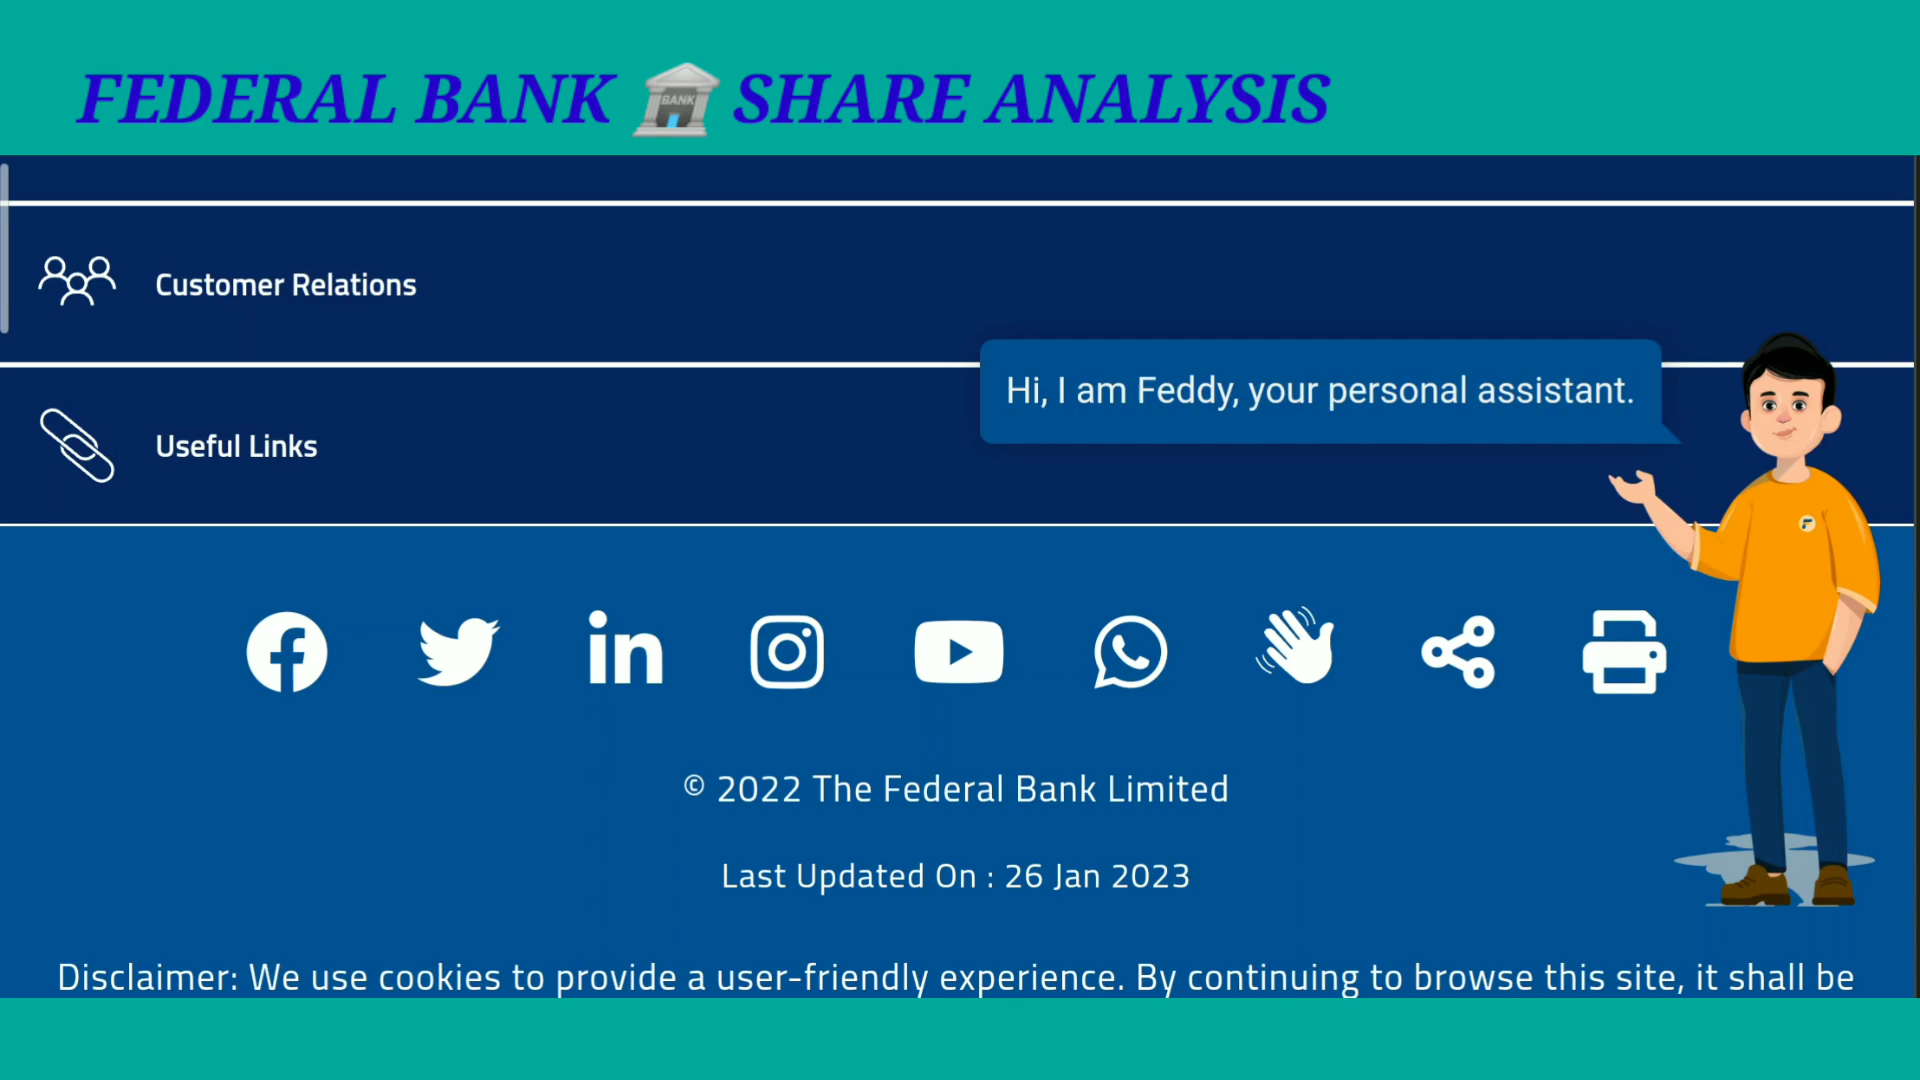 FEDERAL BANK BANK SHARE ANALYSIS
Customer Relations
Hi, I am Feddy, your personal assistant.
Useful Links
© 2022 The Federal Bank Limited
Last Updated On : 26 Jan 2023
Disclaimer: We use cookies to provide a user-friendly experience. By continuing to browse this site, it shall be